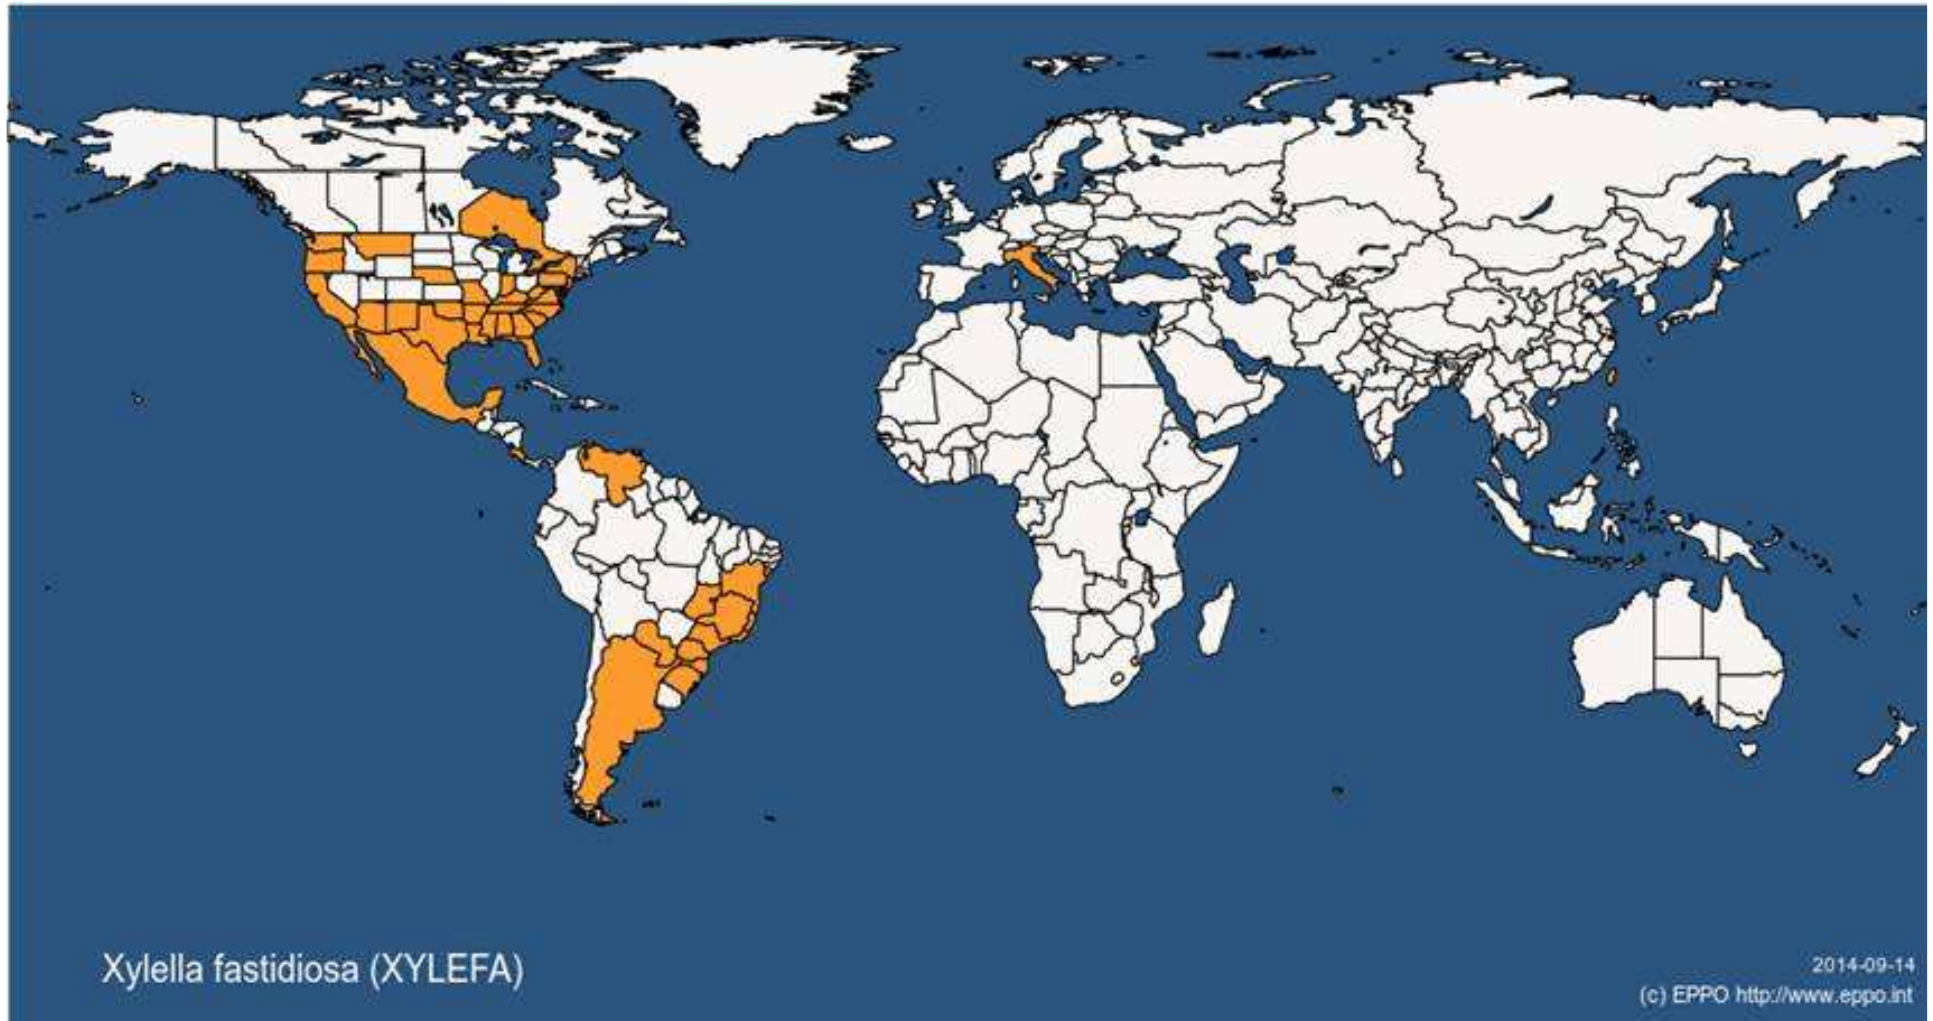 Xylella fastidiosa (XYLEFA)
2014-09-14
(c) EPPO http://www.eppo.int